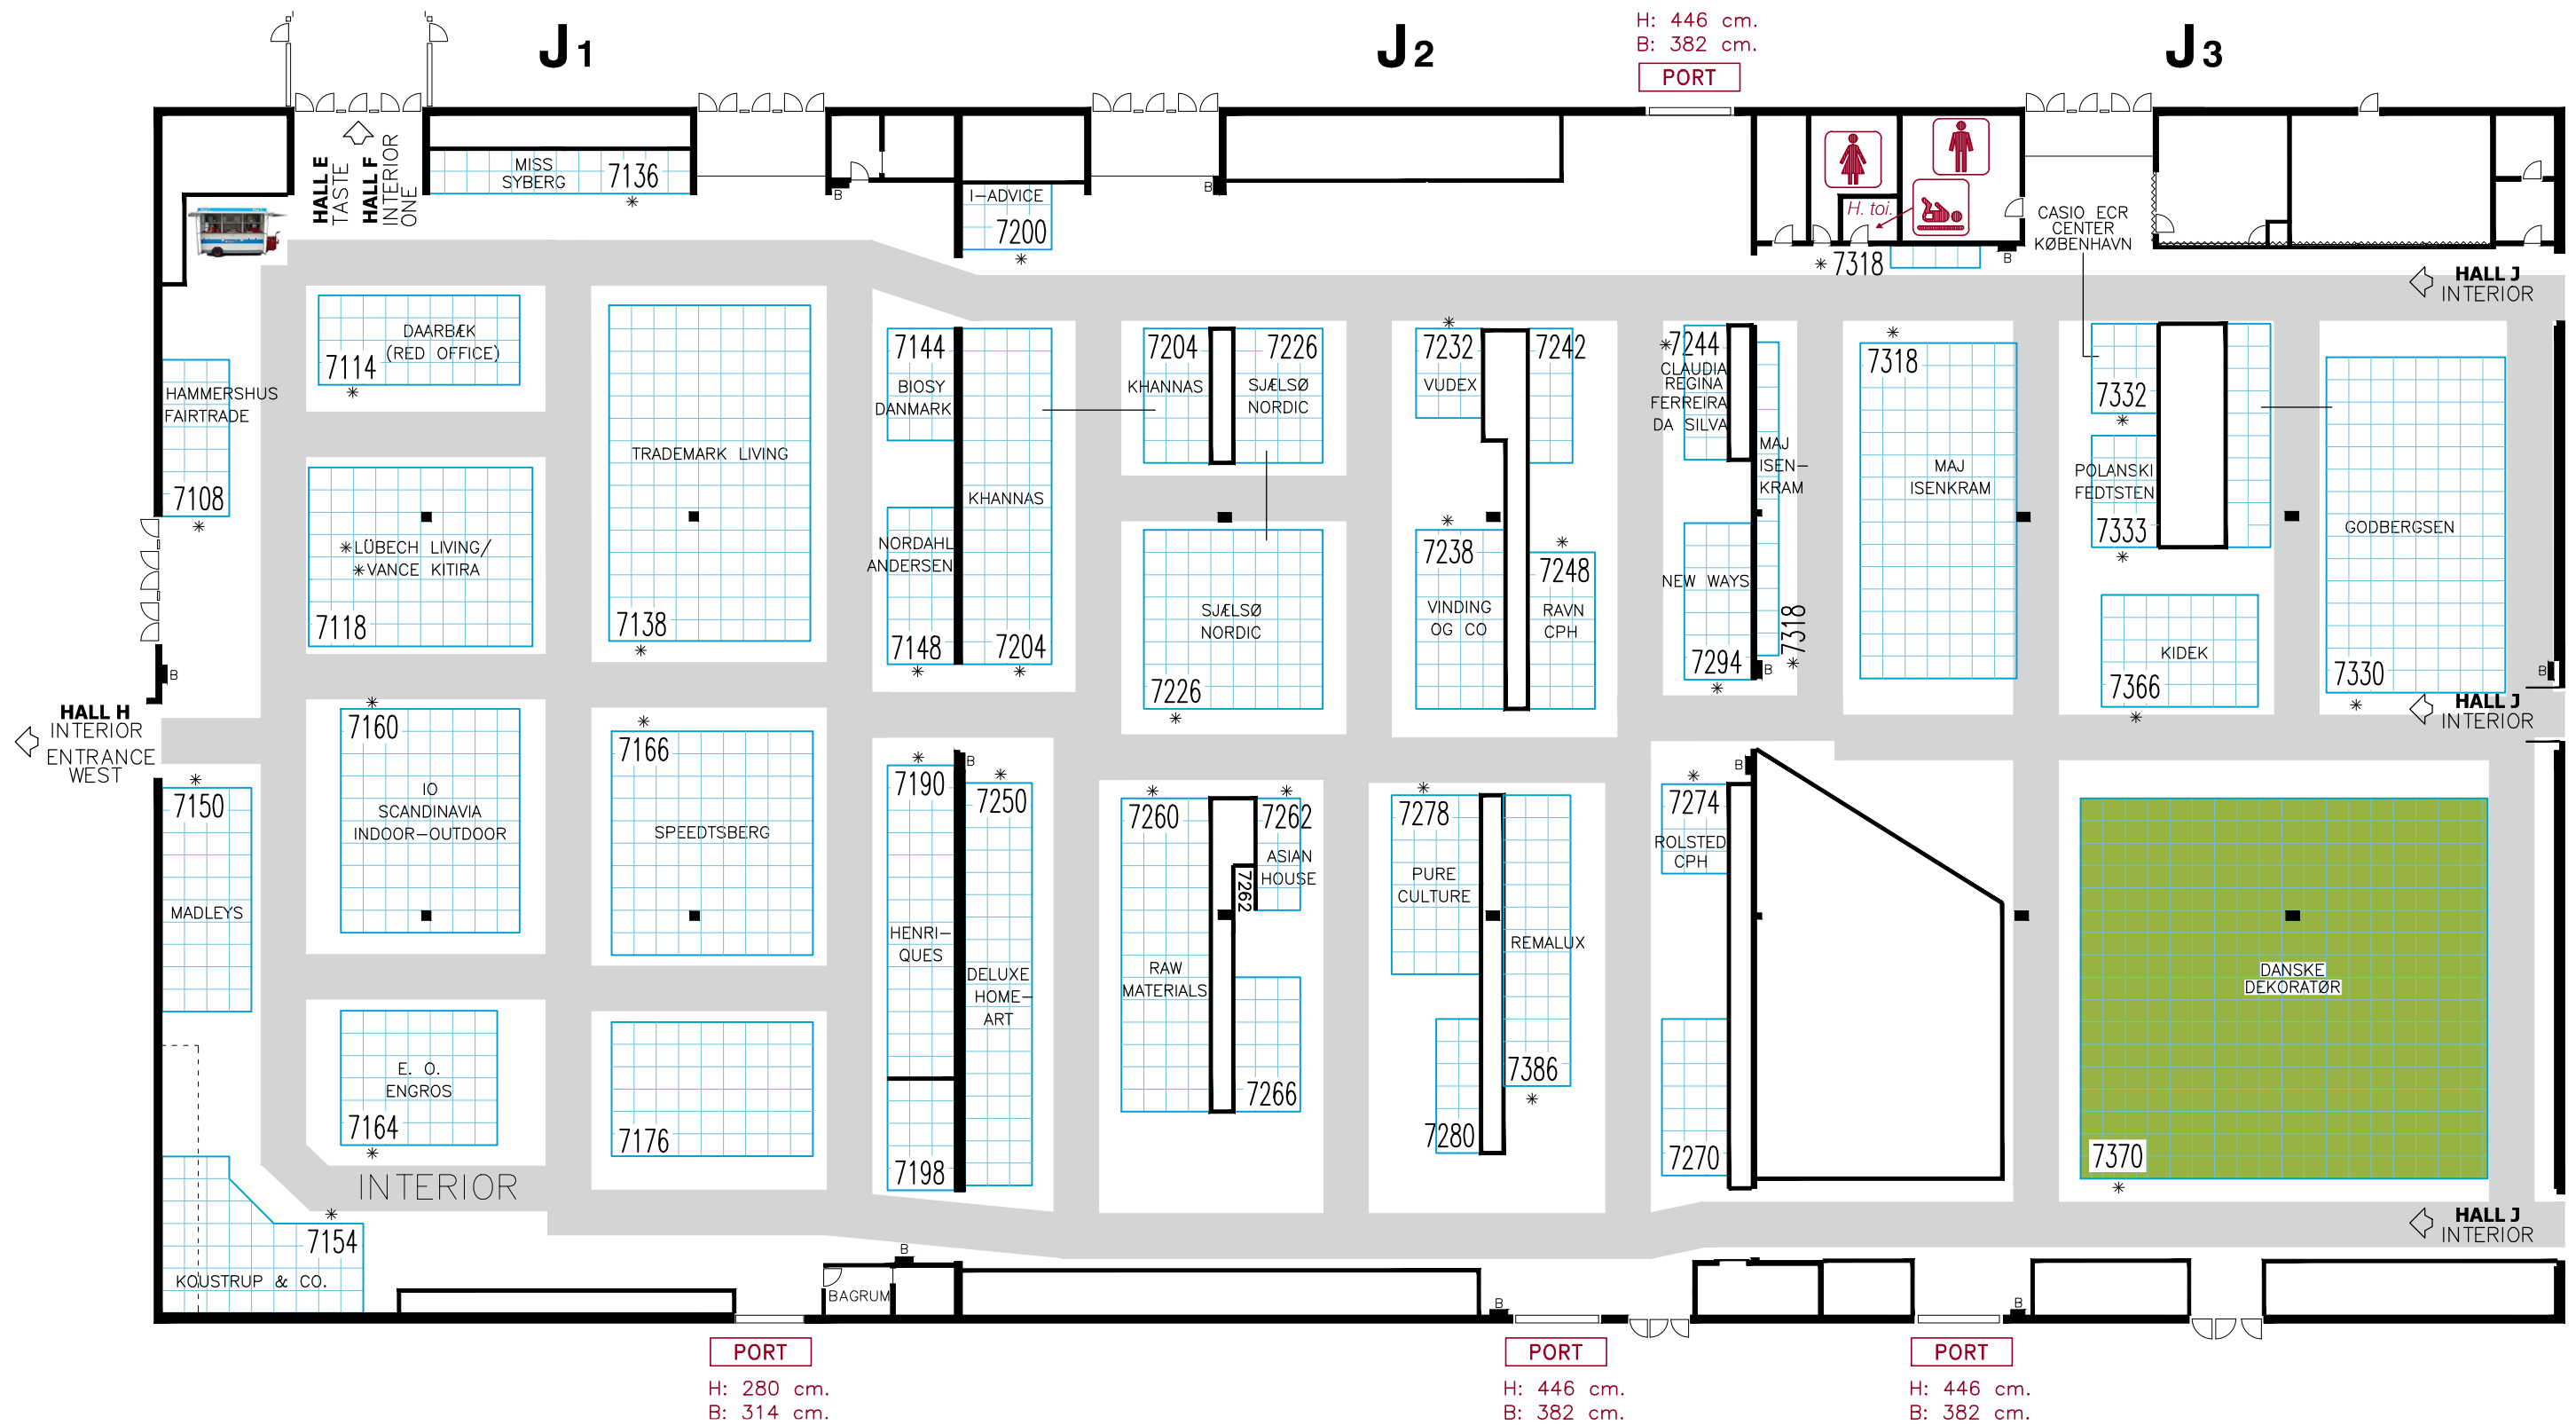 J1
J2
J3
H: 446 cm.
B: 382 cm.
PORT
HALL E
TASTE
HALL F
INTERIOR
ONE
MISS
SYBERG
7136
B
I-ADVICE
7200
B
H. toi.
7318
B
CASIO ECR
CENTER
KØBENHAVN
HALL J
INTERIOR
DAARBÆK
(RED OFFICE)
7114
HAMMERSHUS
FAIRTRADE
7108
TRADEMARK LIVING
7138
*LÜBECH LIVING/
*VANCE KITIRA
7118
7144
BIOSY
DANMARK
NORDAHL
ANDERSEN
7148
KHANNAS
7204
7204
KHANNAS
7226
SJÆLSØ
NORDIC
SJÆLSØ
NORDIC
7226
7232
VUDEX
7242
7238
VINDING
OG CO
7248
RAVN
CPH
7244
CLAUDIA
REGINA
FERREIRA
DA SILVA
MAJ
ISEN-
KRAM
NEW WAYS
7294
7318
B
7318
MAJ
ISENKRAM
7332
POLANSKI
FEDTSTEN
7333
KIDEK
7366
GODBERGSEN
7330
B
HALL J
INTERIOR
B
HALL H
INTERIOR
ENTRANCE
WEST
7150
MADLEYS
7160
IO
SCANDINAVIA
INDOOR-OUTDOOR
7166
SPEEDTSBERG
7190
HENRI-
QUES
B
7250
DELUXE
HOME-
ART
7198
7260
RAW
MATERIALS
7262
ASIAN
HOUSE
7262
7266
7278
PURE
CULTURE
7280
REMALUX
7386
B
7274
ROLSTED
CPH
7270
DANSKE
DEKORATØR
7370
E. O.
ENGROS
7164
7176
INTERIOR
7154
KOUSTRUP & CO.
B
BAGRUM
B
B
HALL J
INTERIOR
PORT
H: 280 cm.
B: 314 cm.
PORT
H: 446 cm.
B: 382 cm.
PORT
H: 446 cm.
B: 382 cm.